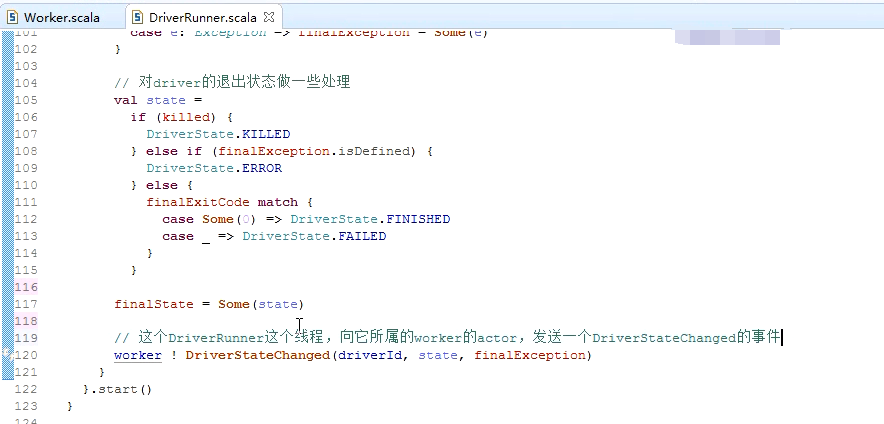 Worker.scala DriverRunner.scala
101 case e: Exception => finalException = Some(e)
102 }
103
104 // 对driver的退出状态做一些处理
105 val state =
106 if (killed) {
107 DriverState.KILLED
108 } else if (finalException.isDefined) {
109 DriverState.ERROR
110 } else {
111 finalExitCode match {
112 case Some(0) => DriverState.FINISHED
113 case _ => DriverState.FAILED
114 }
115 }
116
117 finalState = Some(state)
118
119 // 这个DriverRunner这个线程，向它所属的worker的actor，发送一个DriverStateChanged的事件
120 worker ! DriverStateChanged(driverId, state, finalException)
121 }
122 }.start()
123 }
124